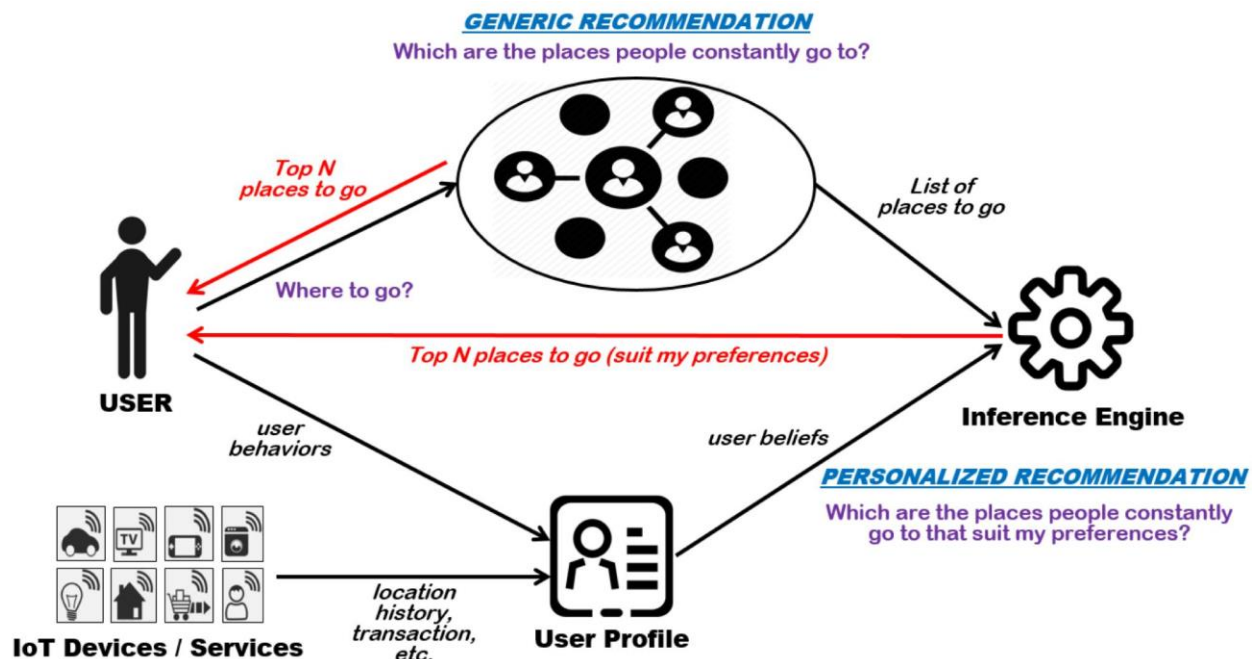 GENERIC RECOMMENDATION
Which are the places people constantly go to?
Top N
places to go
List of
places to go
Where to go?
Top N places to go (suit my preferences)
USER
Inference Engine
user
behaviors
user beliefs
PERSONALIZED RECOMMENDATION
Which are the places people constantly
go to that suit my preferences?
TV
location
history,
transaction,
etc.
User Profile
IoT Devices / Services